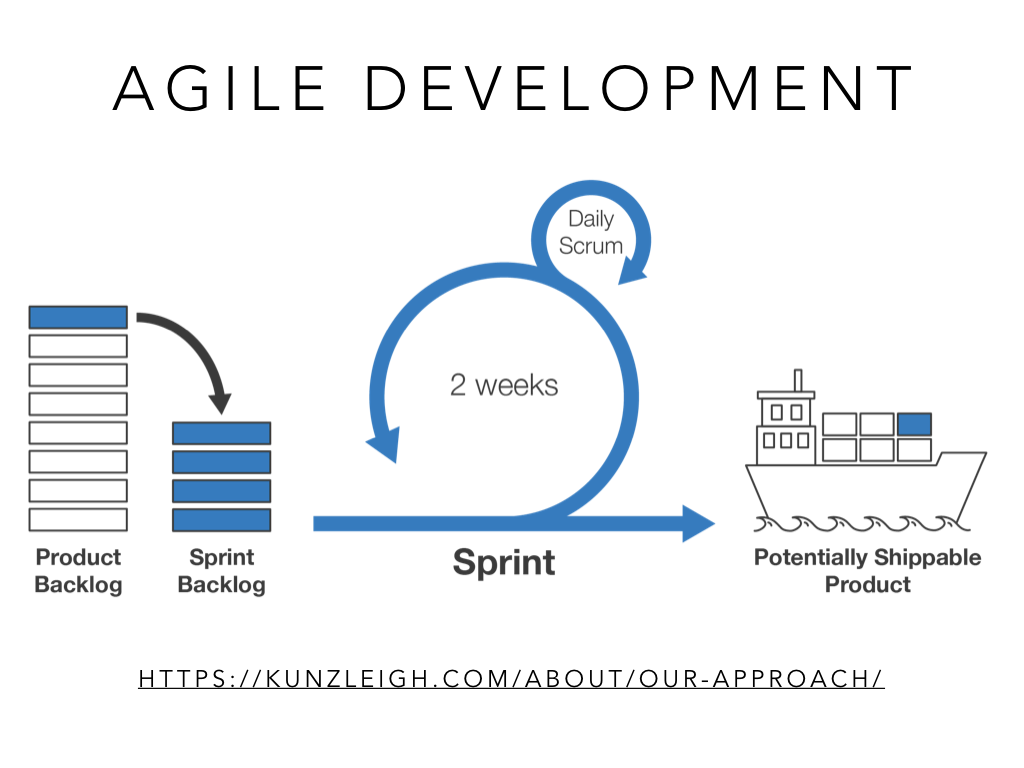 AGILE DEVELOPMENT
Daily
Scrum
2 weeks
Product
Backlog
Sprint
Backlog
Sprint
Potentially Shippable
Product
HTTPS://KUNZLEIGH.COM/ABOUT/OUR-APPROACH/